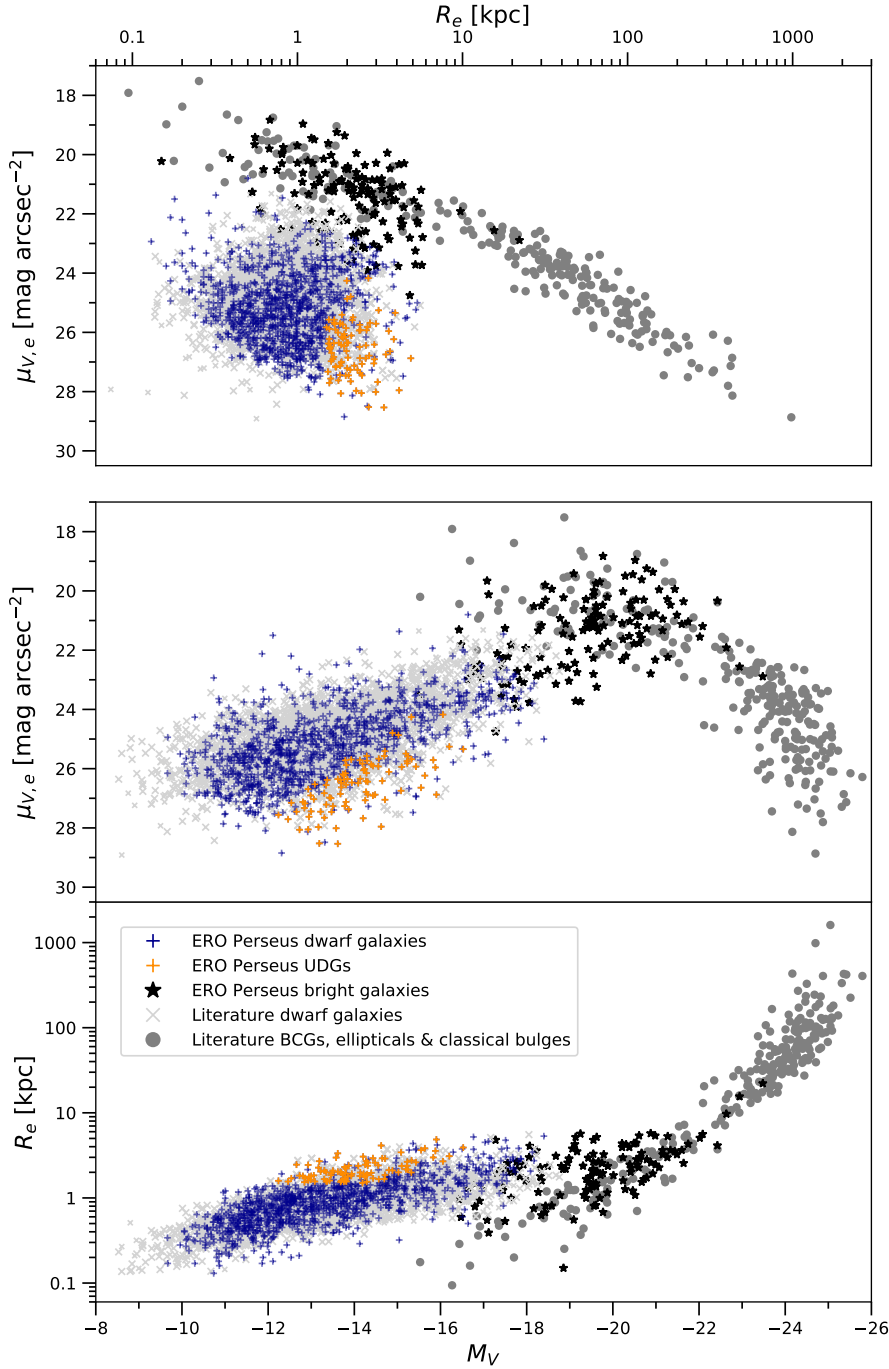 R_e [kpc]
0.1 1 10 100 1000
18
20
22
24
26
28
30
μ_{V,e} [mag arcsec⁻²]
18
20
22
24
26
28
30
μ_{V,e} [mag arcsec⁻²]
ERO Perseus dwarf galaxies
ERO Perseus UDGs
ERO Perseus bright galaxies
Literature dwarf galaxies
Literature BCGs, ellipticals & classical bulges
1000
100
10
1
0.1
R_e [kpc]
−8 −10 −12 −14 −16 −18 −20 −22 −24 −26
M_V